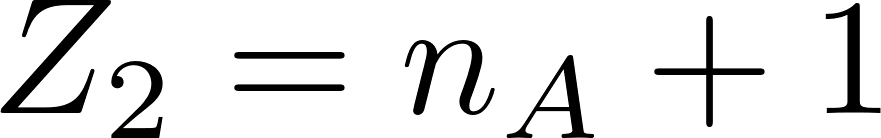 Z_2 = n_A + 1